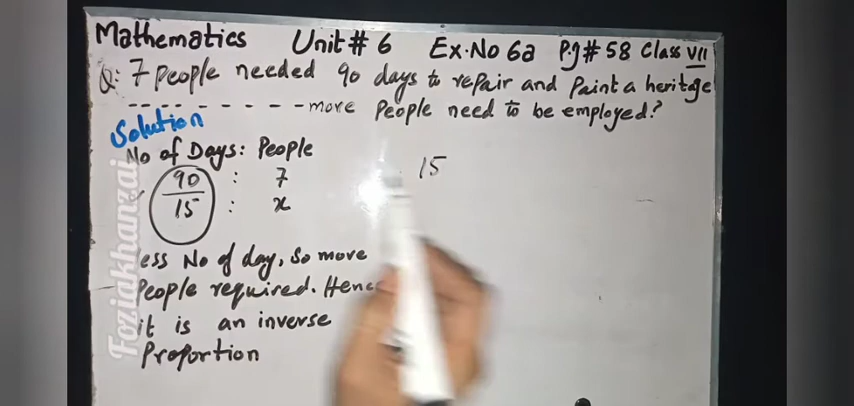 Mathematics Unit # 6 Ex.No 6a Pg# 58 Class VII
Q: 7 People needed 90 days to repair and Paint a heritage
- - - - - - - - - more People need to be employed?
Solution
No of Days: People
90 : 7
15 : x
15
ess No of day, So more
People required. Henc
it is an inverse
Proportion
Foziakhanzai